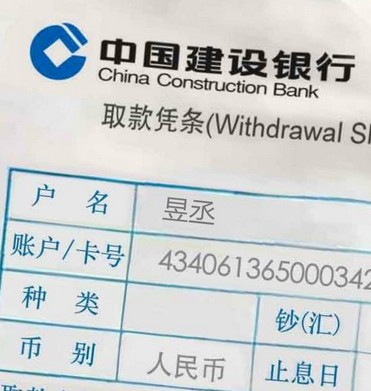 中国建设银行
China Construction Bank
取款凭条(Withdrawal Sl
户 名 昱丞
账户/卡号 434061365000342
种 类 钞(汇)
币 别 人民币 止息日